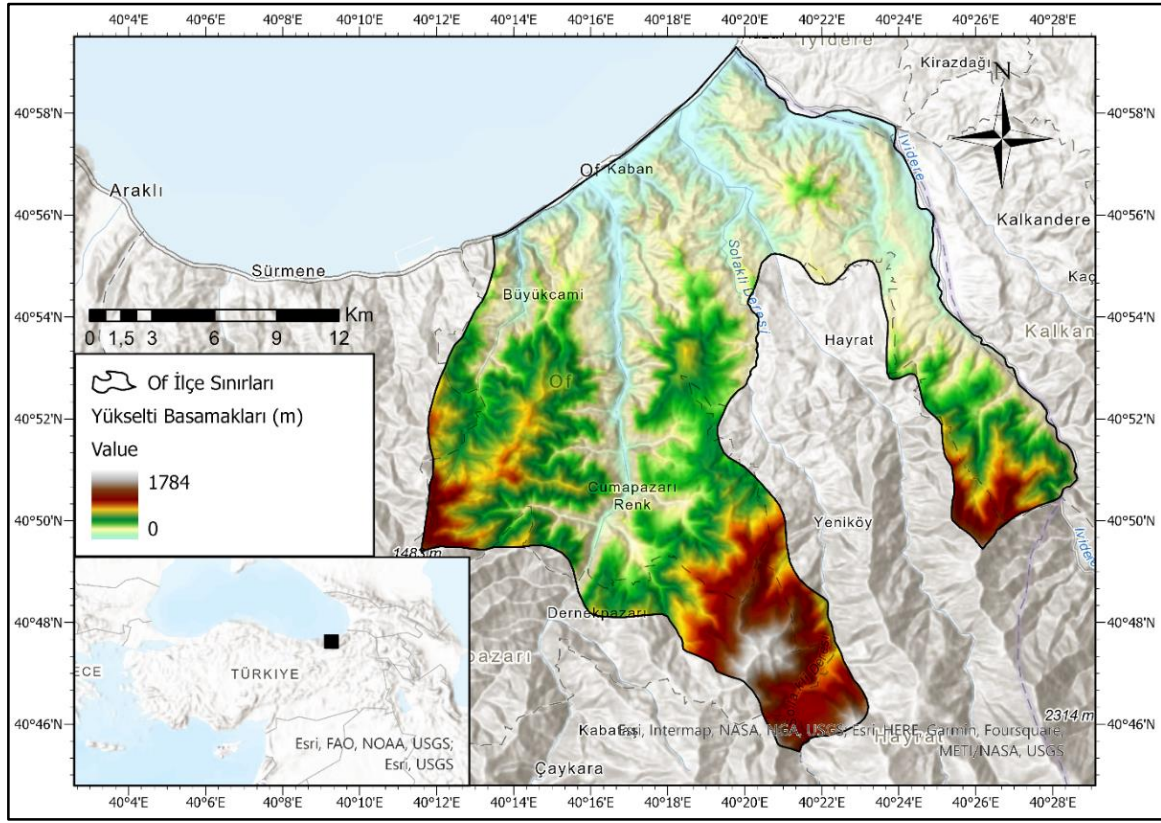 40°4'E 40°6'E 40°8'E 40°10'E 40°12'E 40°14'E 40°16'E 40°18'E 40°20'E 40°22'E 40°24'E 40°26'E 40°28'E
İyidere
Kirazdağı
N
40°58'N 40°58'N
İyidere
Of Kaban
Araklı
Kalkandere
40°56'N 40°56'N
Sürmene
Solaklı Deresi
Kaç
Büyükcami
40°54'N 40°54'N
Km
0 1,5 3 6 9 12
Kalkan
Hayrat
Of İlçe Sınırları
Of
Yükselti Basamakları (m)
40°52'N 40°52'N
Value
1784
0
Cumapazarı
Renk
Yeniköy
40°50'N 40°50'N
İyidere
1483 m
Dernekpazarı
40°48'N 40°48'N
pazarı
ECE
TÜRKIYE
40°46'N 40°46'N
2314 m
Hayrat
Esri, FAO, NOAA, USGS;
Esri, USGS
Esri, Intermap, NASA, NGA, USGS; Esri, HERE, Garmin, Foursquare,
METI/NASA, USGS
Çaykara
40°4'E 40°6'E 40°8'E 40°10'E 40°12'E 40°14'E 40°16'E 40°18'E 40°20'E 40°22'E 40°24'E 40°26'E 40°28'E